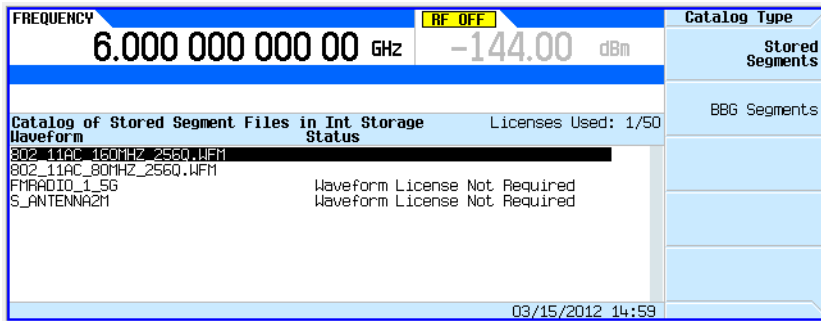 FREQUENCY
6.000 000 000 00 GHz
RF OFF
-144.00 dBm
Catalog Type
Stored
Segments
BBG Segments
Catalog of Stored Segment Files in Int Storage Licenses Used: 1/50
Waveform Status
802_11AC_160MHZ_256Q.WFM
802_11AC_80MHZ_256Q.WFM
FMRADIO_1_5G Waveform License Not Required
S_ANTENNA2M Waveform License Not Required
03/15/2012 14:59